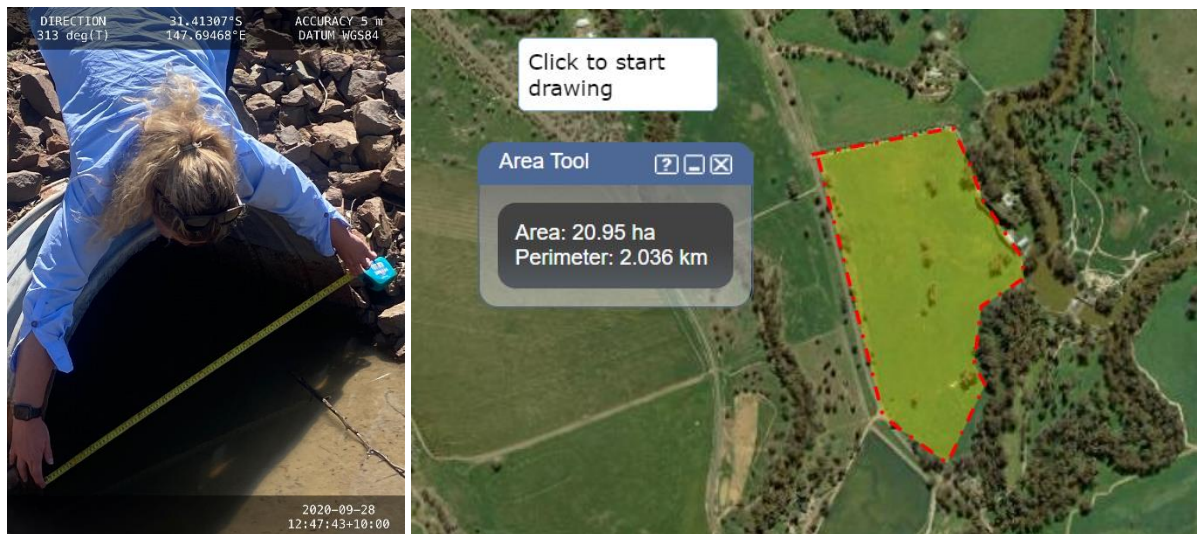 DIRECTION 31.41307°S ACCURACY 5 m
313 deg(T) 147.69468°E DATUM WGS84
2020-09-28
12:47:43+10:00
Click to start
drawing
Area Tool
Area: 20.95 ha
Perimeter: 2.036 km